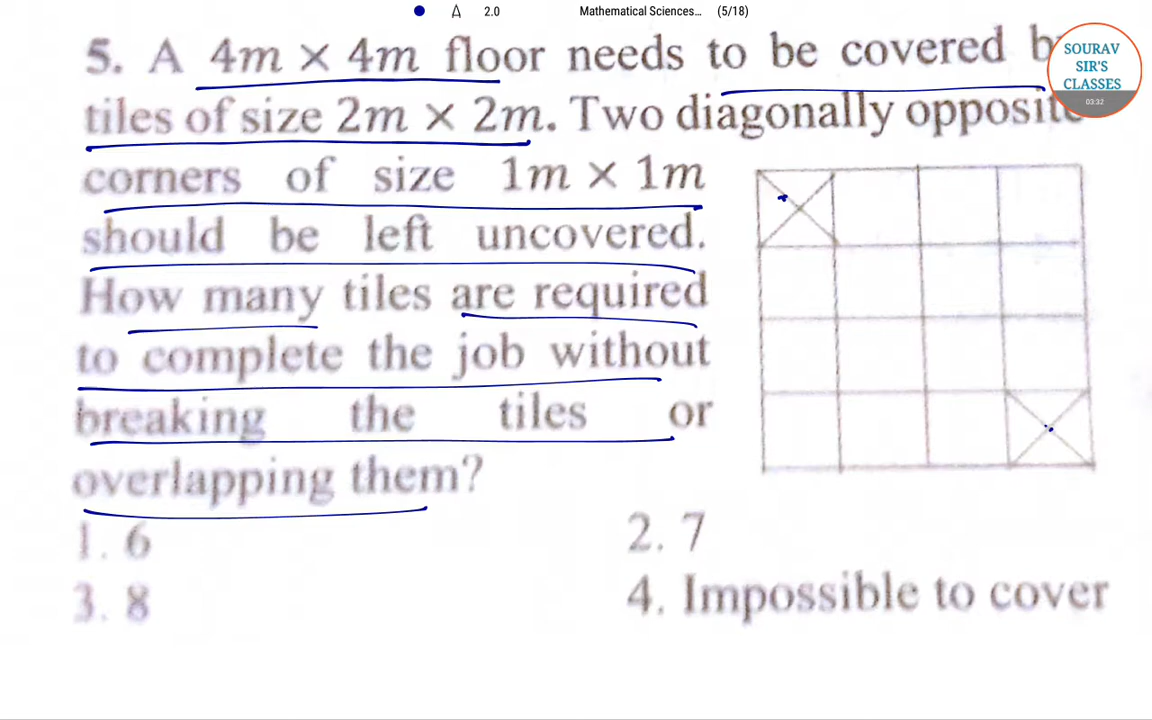 2.0 Mathematical Sciences... (5/18)
5. A 4m × 4m floor needs to be covered
SOURAV
SIR'S
CLASSES
03:32
tiles of size 2m × 2m. Two diagonally opposite
corners of size 1m × 1m
should be left uncovered.
How many tiles are required
to complete the job without
breaking the tiles or
overlapping them?
1. 6 2. 7
3. 8 4. Impossible to cover